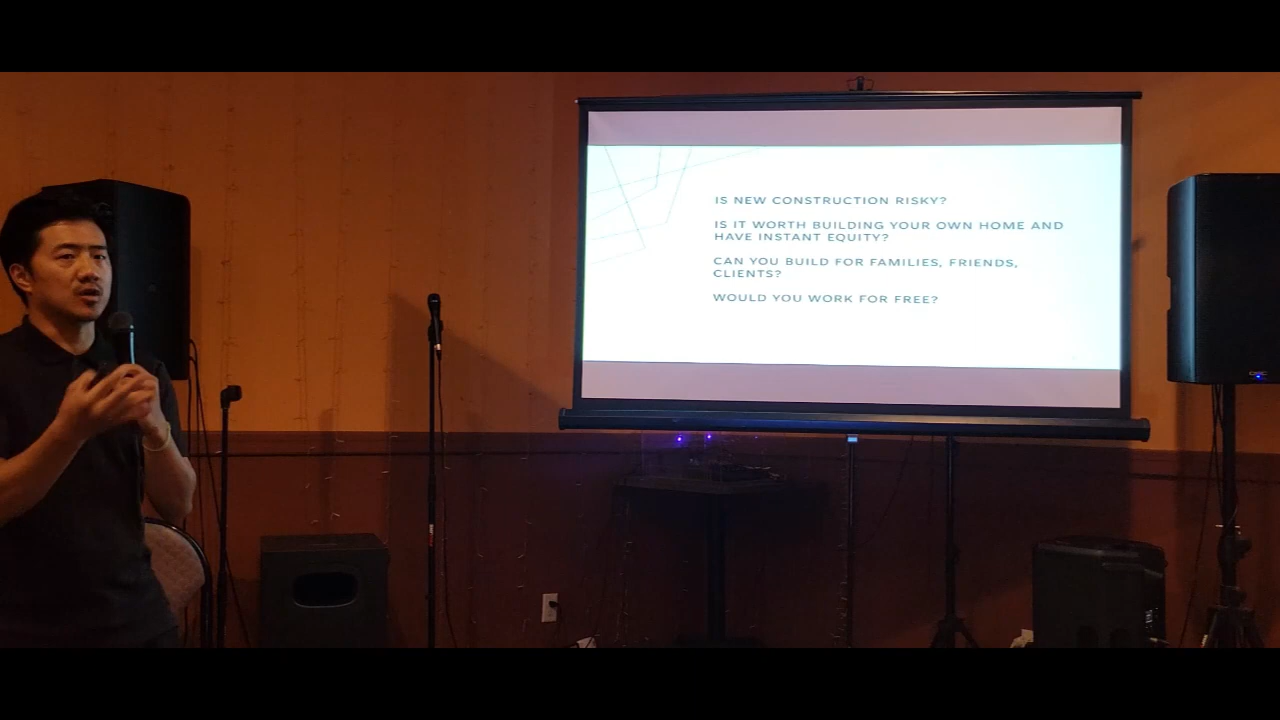 IS NEW CONSTRUCTION RISKY?
IS IT WORTH BUILDING YOUR OWN HOME AND
HAVE INSTANT EQUITY?
CAN YOU BUILD FOR FAMILIES, FRIENDS,
CLIENTS?
WOULD YOU WORK FOR FREE?
QSC